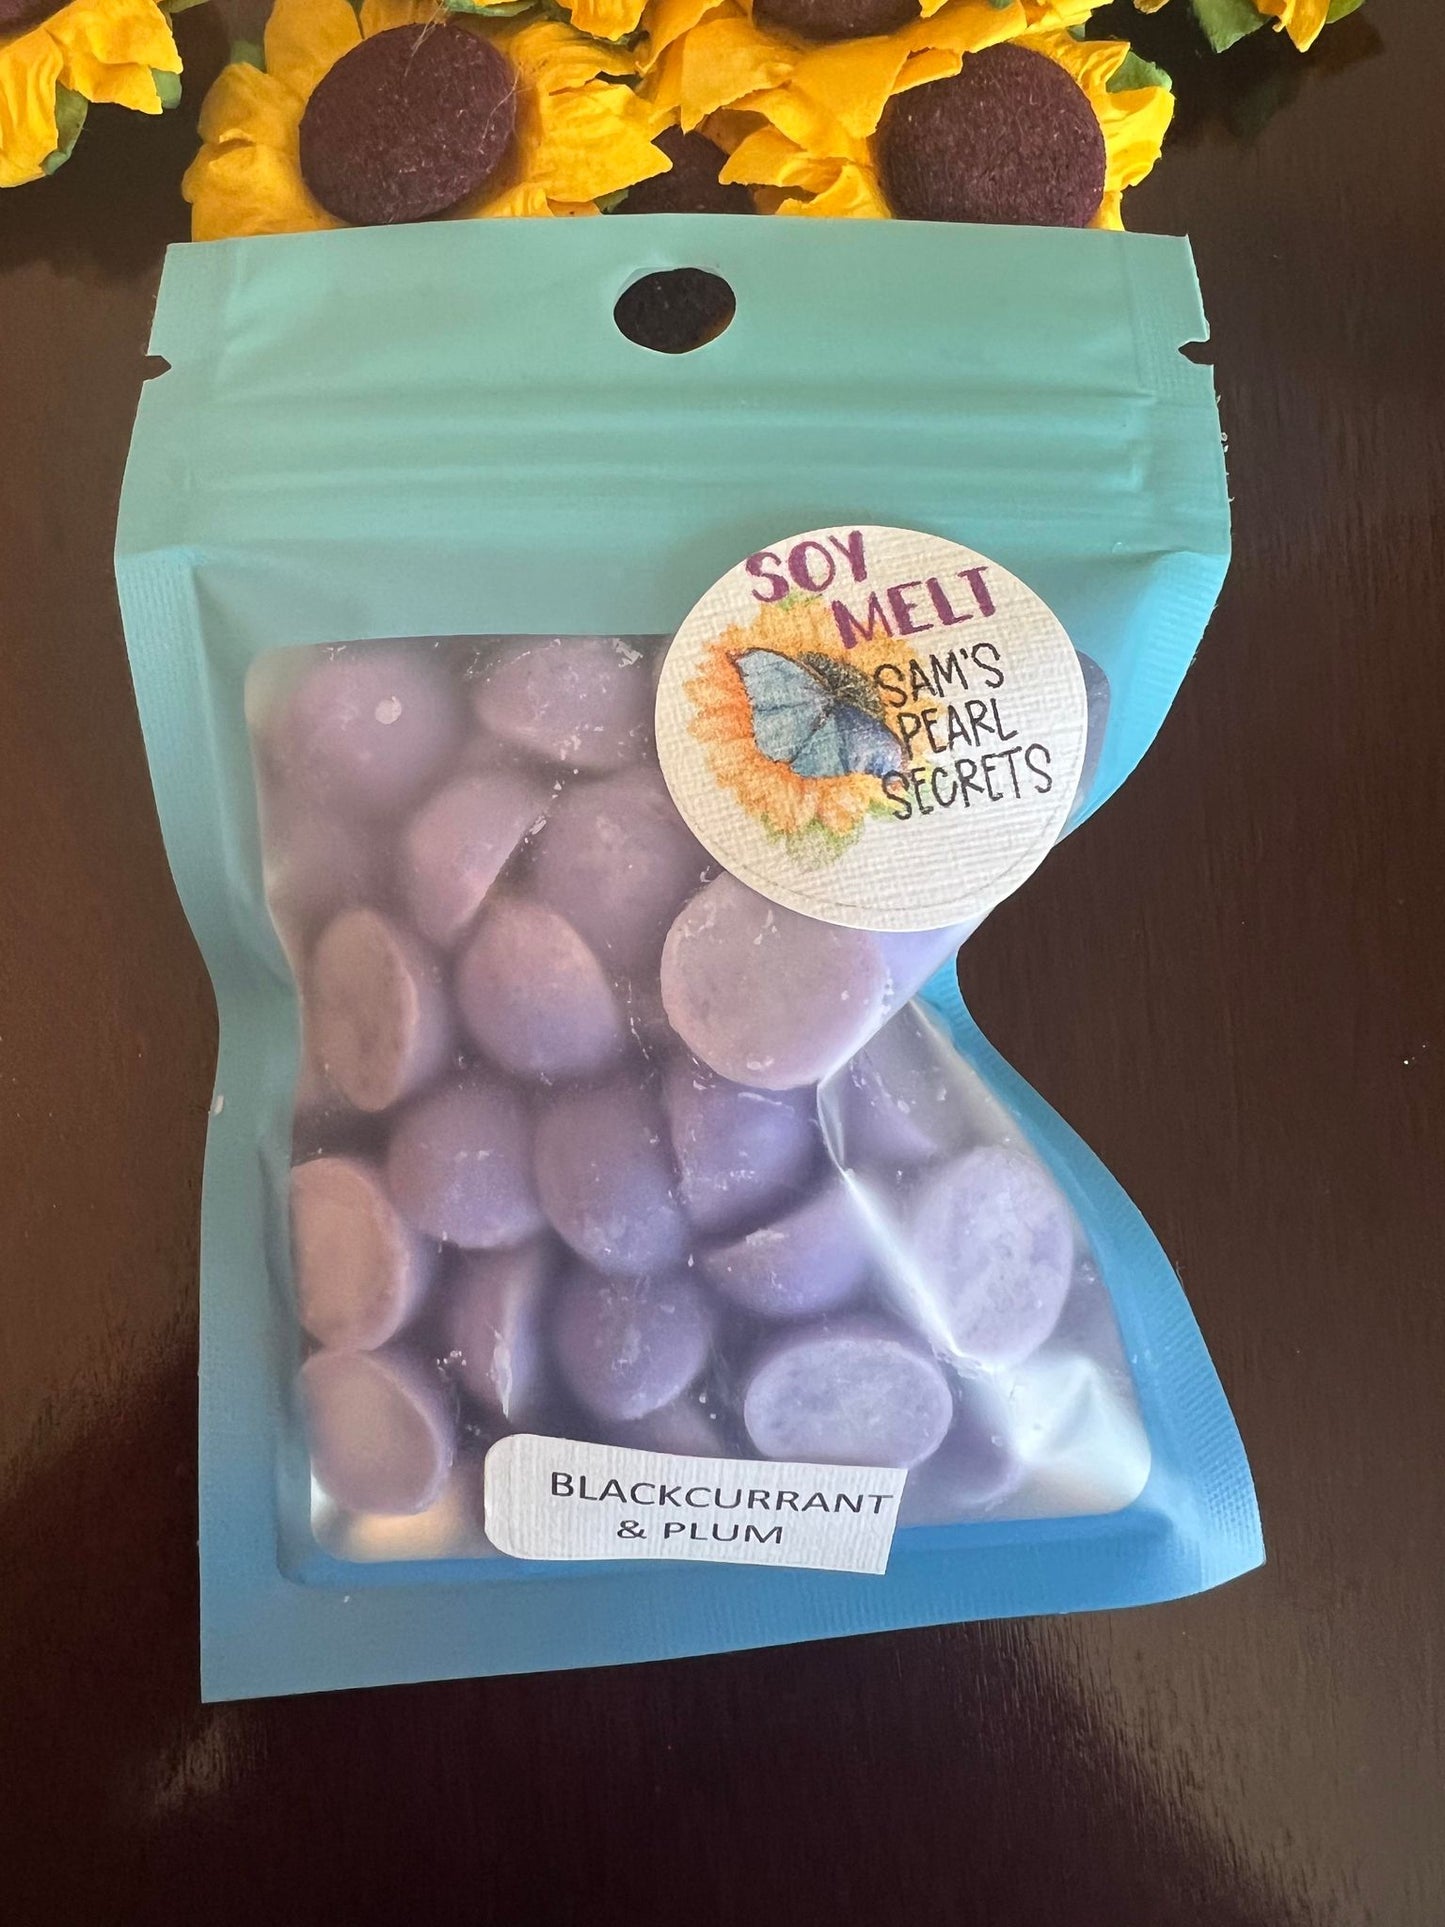 SOY
MELT
SAM'S
PEARL
SECRETS
BLACKCURRANT
& PLUM